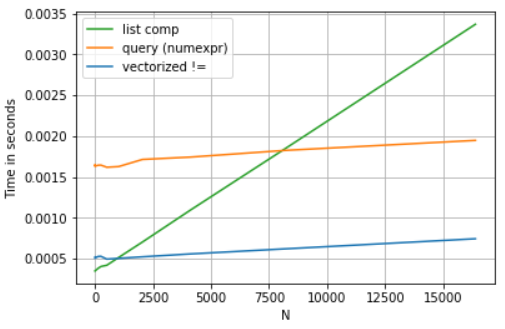 0.0035
0.0030
0.0025
0.0020
0.0015
0.0010
0.0005
Time in seconds
list comp
query (numexpr)
vectorized !=
0 2500 5000 7500 10000 12500 15000
N